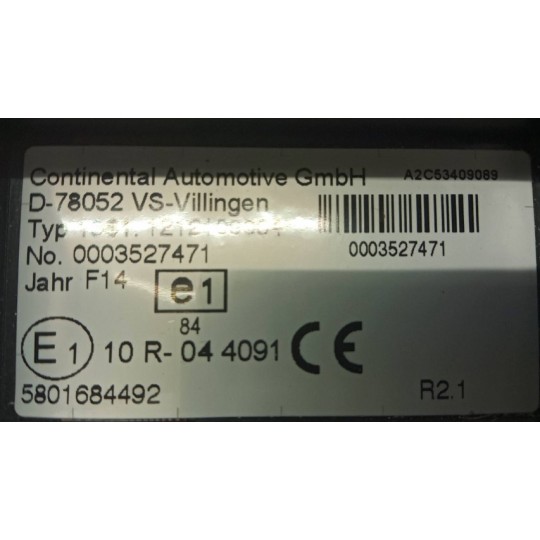 Continental Automotive GmbH A2C53409089
D-78052 VS-Villingen
Typ
No. 0003527471 0003527471
Jahr F14 e1
84
E1 10 R-04 4091 CE
5801684492 R2.1